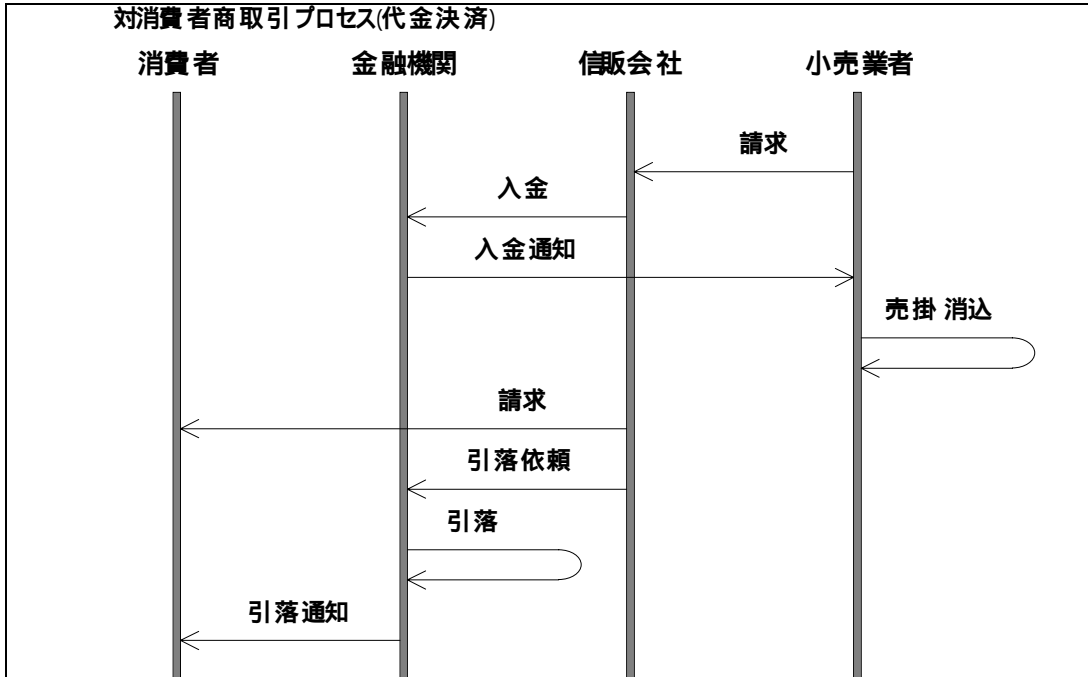 対消費者商取引プロセス(代金決済)
消費者 金融機関 信販会社 小売業者
請求
入金
入金通知
売掛消込
請求
引落依頼
引落
引落通知